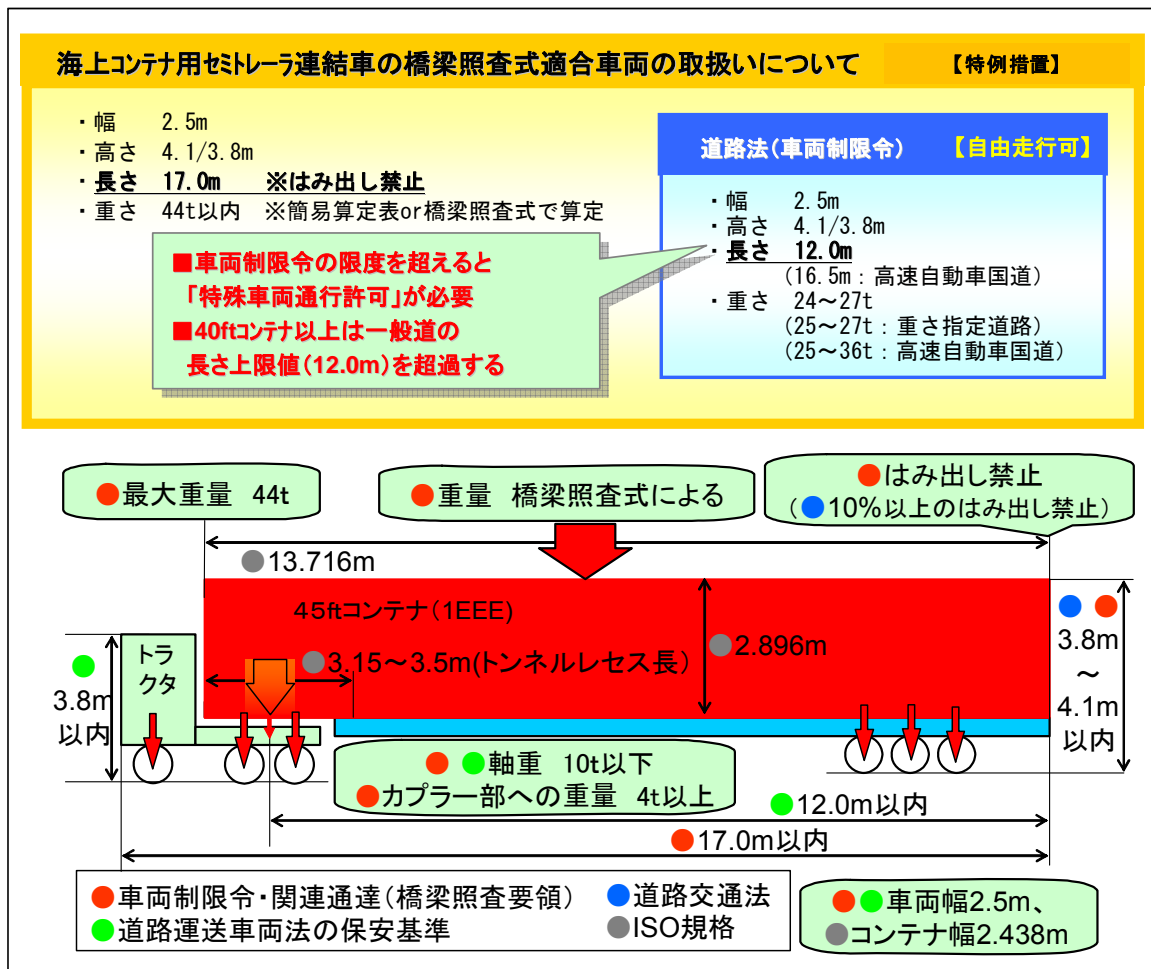 海上コンテナ用セミトレーラ連結車の橋梁照査式適合車両の取扱いについて 【特例措置】
・幅 2.5m
・高さ 4.1/3.8m
・長さ 17.0m ※はみ出し禁止
・重さ 44t以内 ※簡易算定表or橋梁照査式で算定
■車両制限令の限度を超えると
「特殊車両通行許可」が必要
■40ftコンテナ以上は一般道の
長さ上限値(12.0m)を超過する
道路法(車両制限令) 【自由走行可】
・幅 2.5m
・高さ 4.1/3.8m
・長さ 12.0m
(16.5m：高速自動車国道)
・重さ 24～27t
(25～27t：重さ指定道路)
(25～36t：高速自動車国道)
●最大重量 44t
●重量 橋梁照査式による
●はみ出し禁止
(●10%以上のはみ出し禁止)
●13.716m
45ftコンテナ(1EEE)
●3.15～3.5m(トンネルレセス長)
●2.896m
トラ
クタ
●
3.8m
以内
●●
3.8m
～
4.1m
以内
●●軸重 10t以下
●カプラー部への重量 4t以上
●12.0m以内
●17.0m以内
●車両制限令・関連通達(橋梁照査要領) ●道路交通法
●道路運送車両法の保安基準 ●ISO規格
●●車両幅2.5m、
●コンテナ幅2.438m